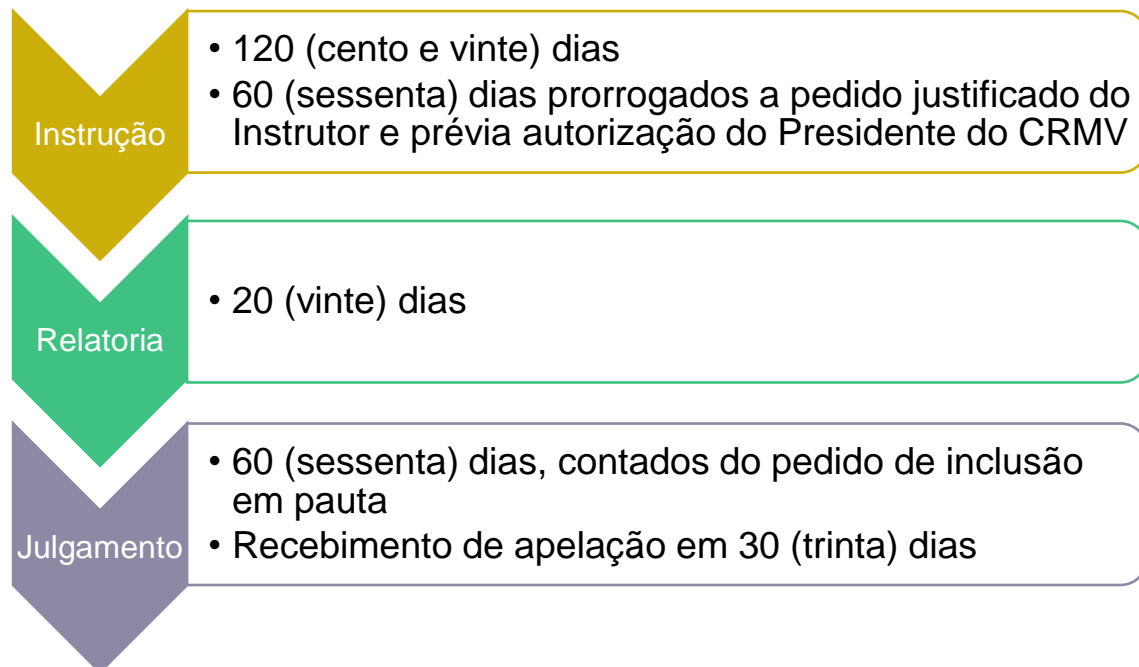 Instrução
• 120 (cento e vinte) dias
• 60 (sessenta) dias prorrogados a pedido justificado do
Instrutor e prévia autorização do Presidente do CRMV
Relatoria
• 20 (vinte) dias
Julgamento
• 60 (sessenta) dias, contados do pedido de inclusão
em pauta
• Recebimento de apelação em 30 (trinta) dias